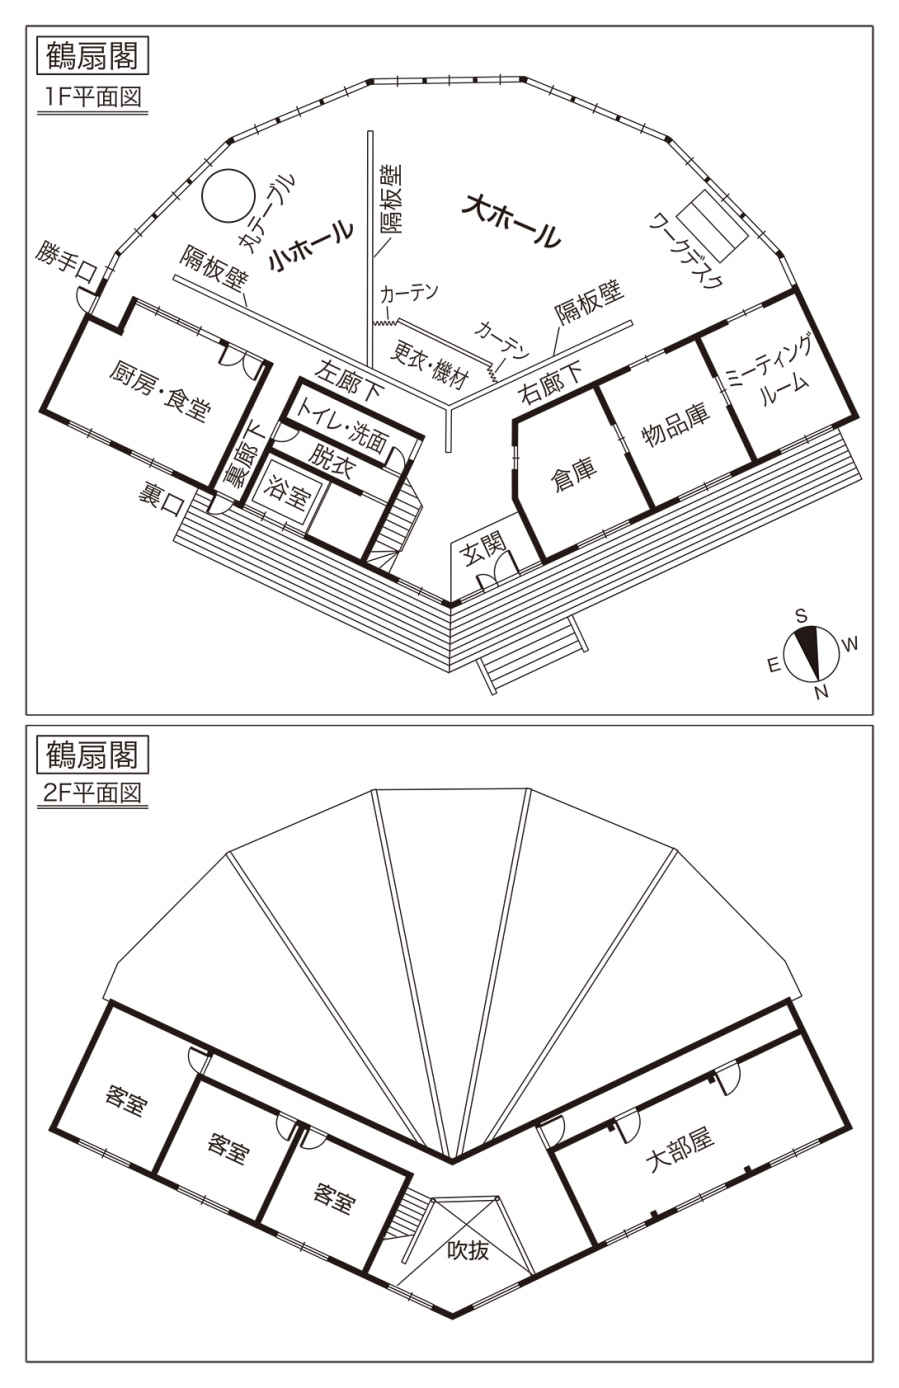 鶴扇閣
1F平面図
丸テーブル
小ホール
隔板壁
大ホール
ワークデスク
勝手口
隔板壁
カーテン
カーテン
隔板壁
更衣・機材
厨房・食堂
左廊下
右廊下
ミーティング
ルーム
トイレ・洗面
物品庫
裏廊下
脱衣
倉庫
浴室
裏口
玄関
S
W
E
N
鶴扇閣
2F平面図
客室
客室
客室
大部屋
吹抜